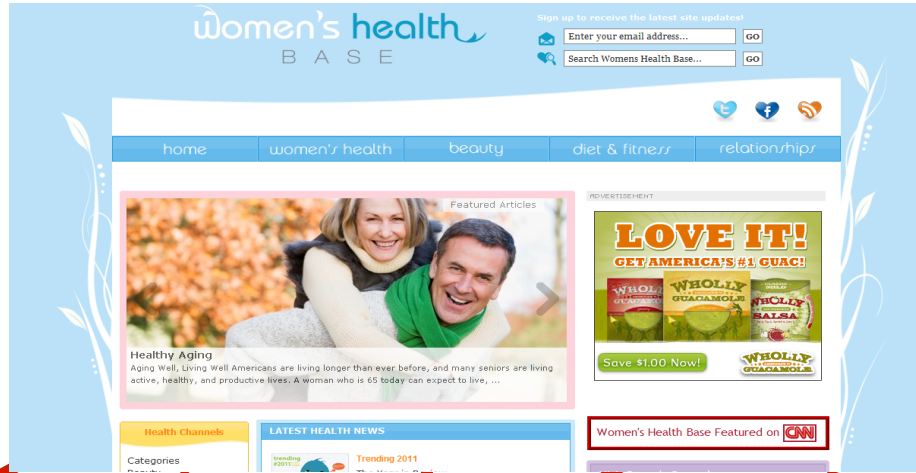 women's health
BASE
Sign up to receive the latest site updates!
Enter your email address...
GO
Search Womens Health Base...
GO
home
women's health
beauty
diet & fitness
relationships
Featured Articles
Healthy Aging
Aging Well, Living Well Americans are living longer than ever before, and many seniors are living
active, healthy, and productive lives. A woman who is 65 today can expect to live, ...
ADVERTISEMENT
LOVE IT!
GET AMERICA'S #1 GUAC!
WHOLLY
GUACAMOLE
WHOLLY
GUACAMOLE
WHOLLY
SALSA
Save $1.00 Now!
WHOLLY
GUACAMOLE
Women's Health Base Featured on CNN
Health Channels
Categories
LATEST HEALTH NEWS
trending
#2011
Trending 2011